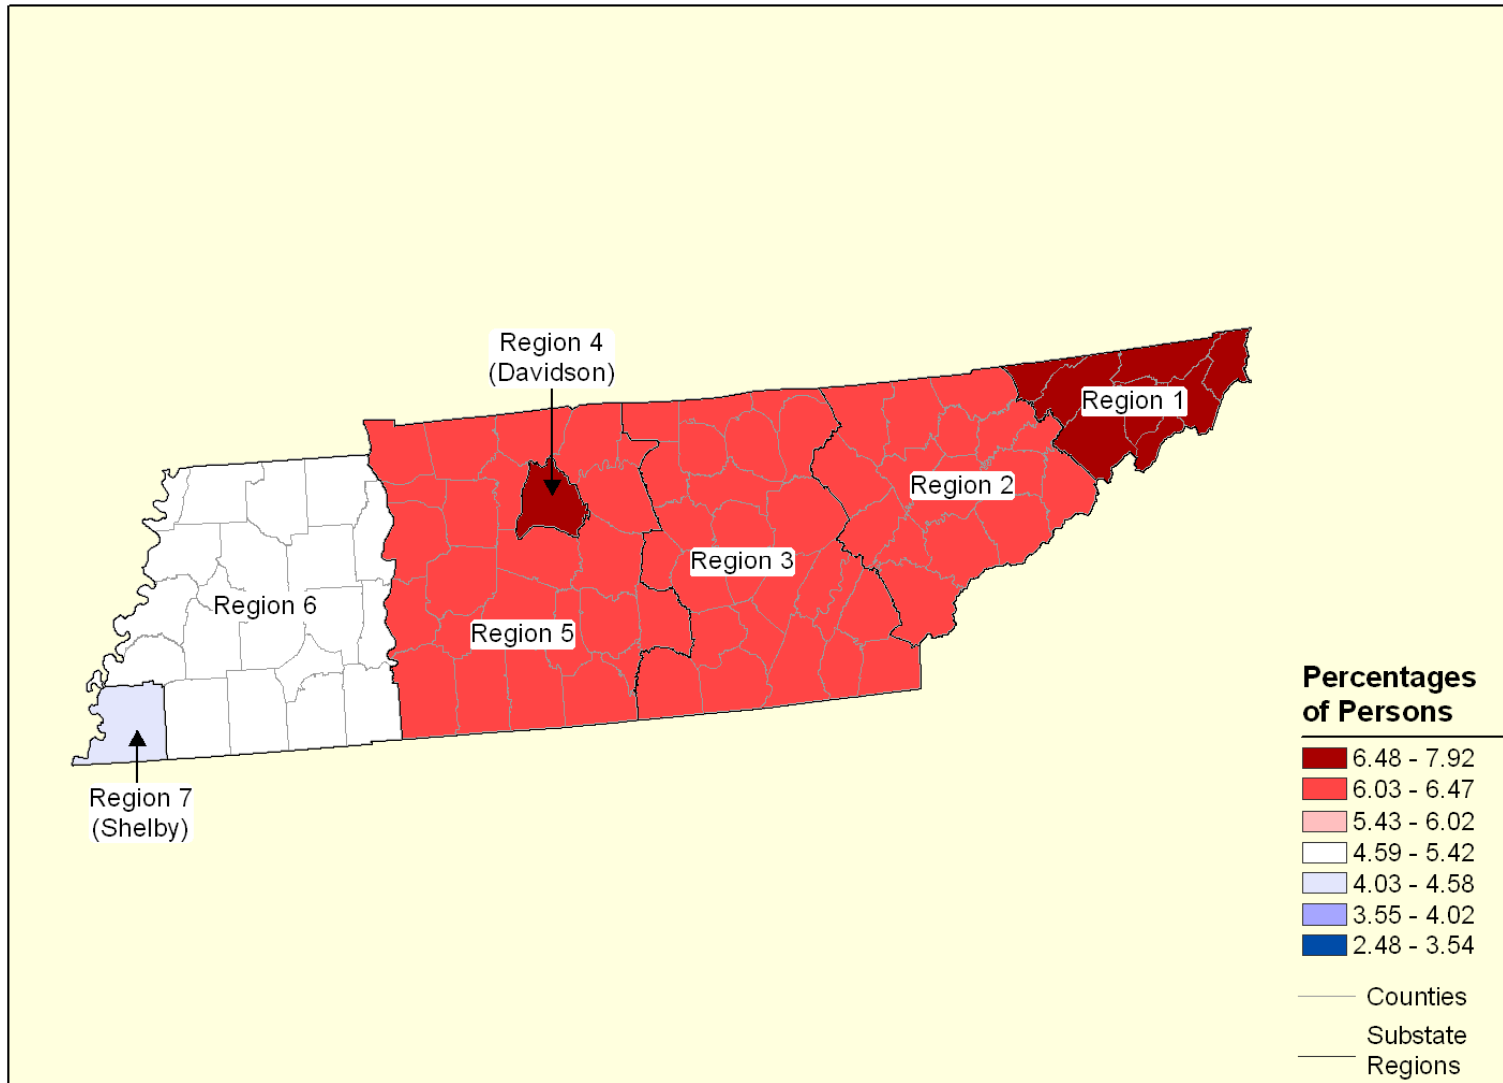 Region 4
(Davidson)
Region 1
Region 2
Region 3
Region 6
Region 5
Region 7
(Shelby)
Percentages
of Persons
6.48 - 7.92
6.03 - 6.47
5.43 - 6.02
4.59 - 5.42
4.03 - 4.58
3.55 - 4.02
2.48 - 3.54
Counties
Substate
Regions